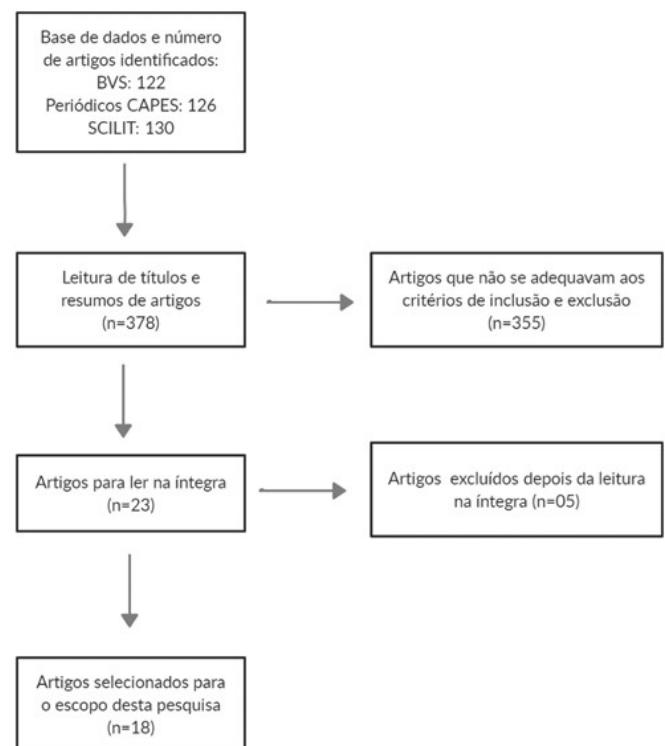 Base de dados e número
de artigos identificados:
BVS: 122
Periódicos CAPES: 126
SCILIT: 130
Leitura de títulos e
resumos de artigos
(n=378)
Artigos que não se adequavam aos
critérios de inclusão e exclusão
(n=355)
Artigos para ler na íntegra
(n=23)
Artigos excluídos depois da leitura
na íntegra (n=05)
Artigos selecionados para
o escopo desta pesquisa
(n=18)